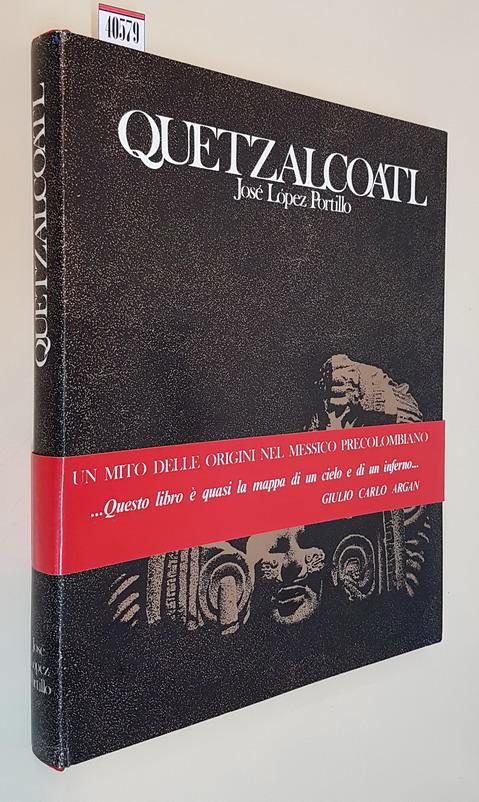 40579
QUETZALCOATL
José López Portillo
UN MITO DELLE ORIGINI NEL MESSICO PRECOLOMBIANO
...Questo libro è quasi la mappa di un cielo e di un inferno...
GIULIO CARLO ARGAN
QUETZALCOATL
José
López
Portillo